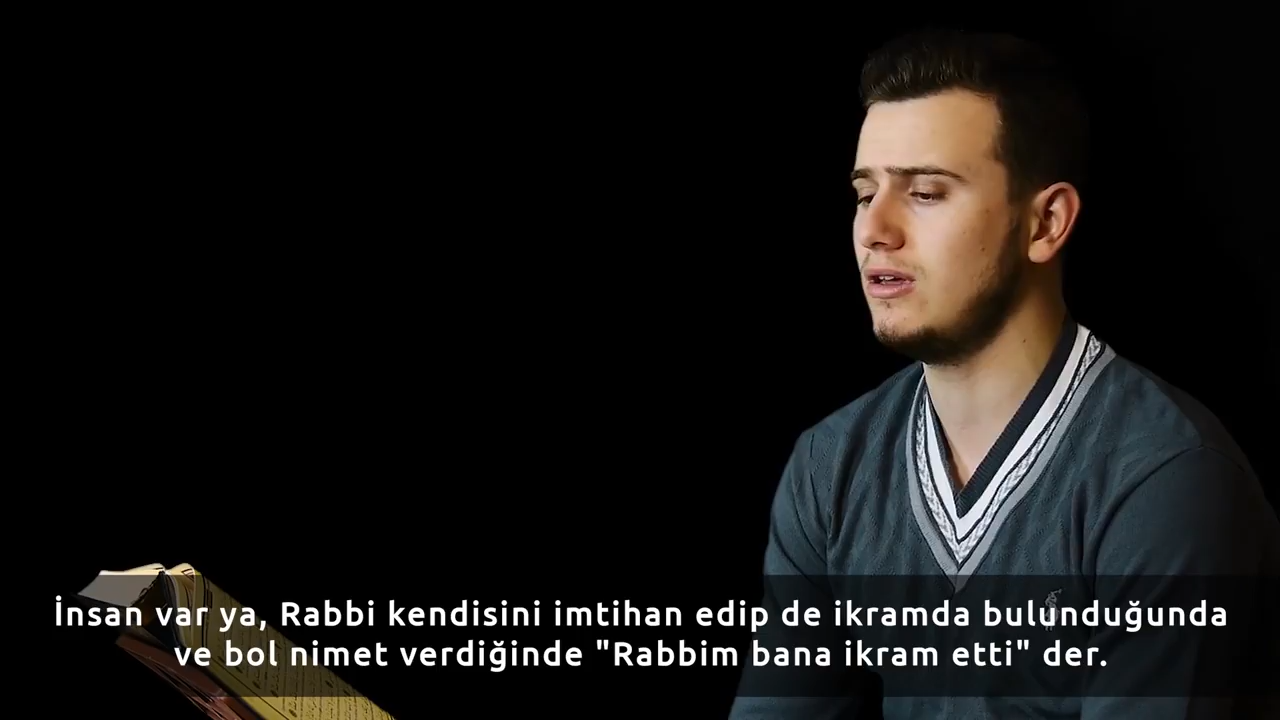 İnsan var ya, Rabbi kendisini imtihan edip de ikramda bulunduğunda
ve bol nimet verdiğinde "Rabbim bana ikram etti" der.